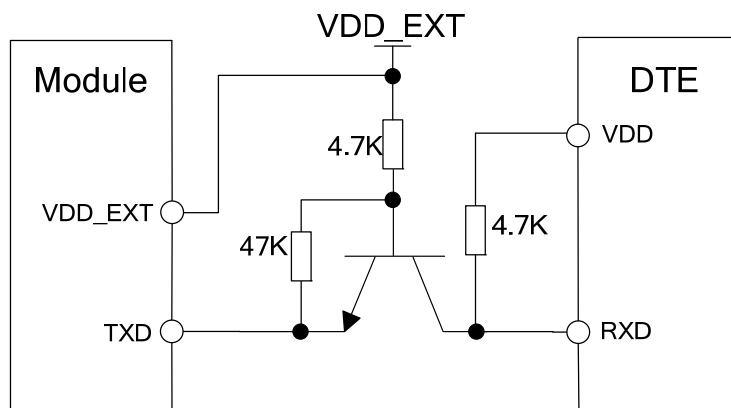 VDD_EXT
Module
DTE
4.7K
VDD
VDD_EXT
47K
4.7K
TXD
RXD